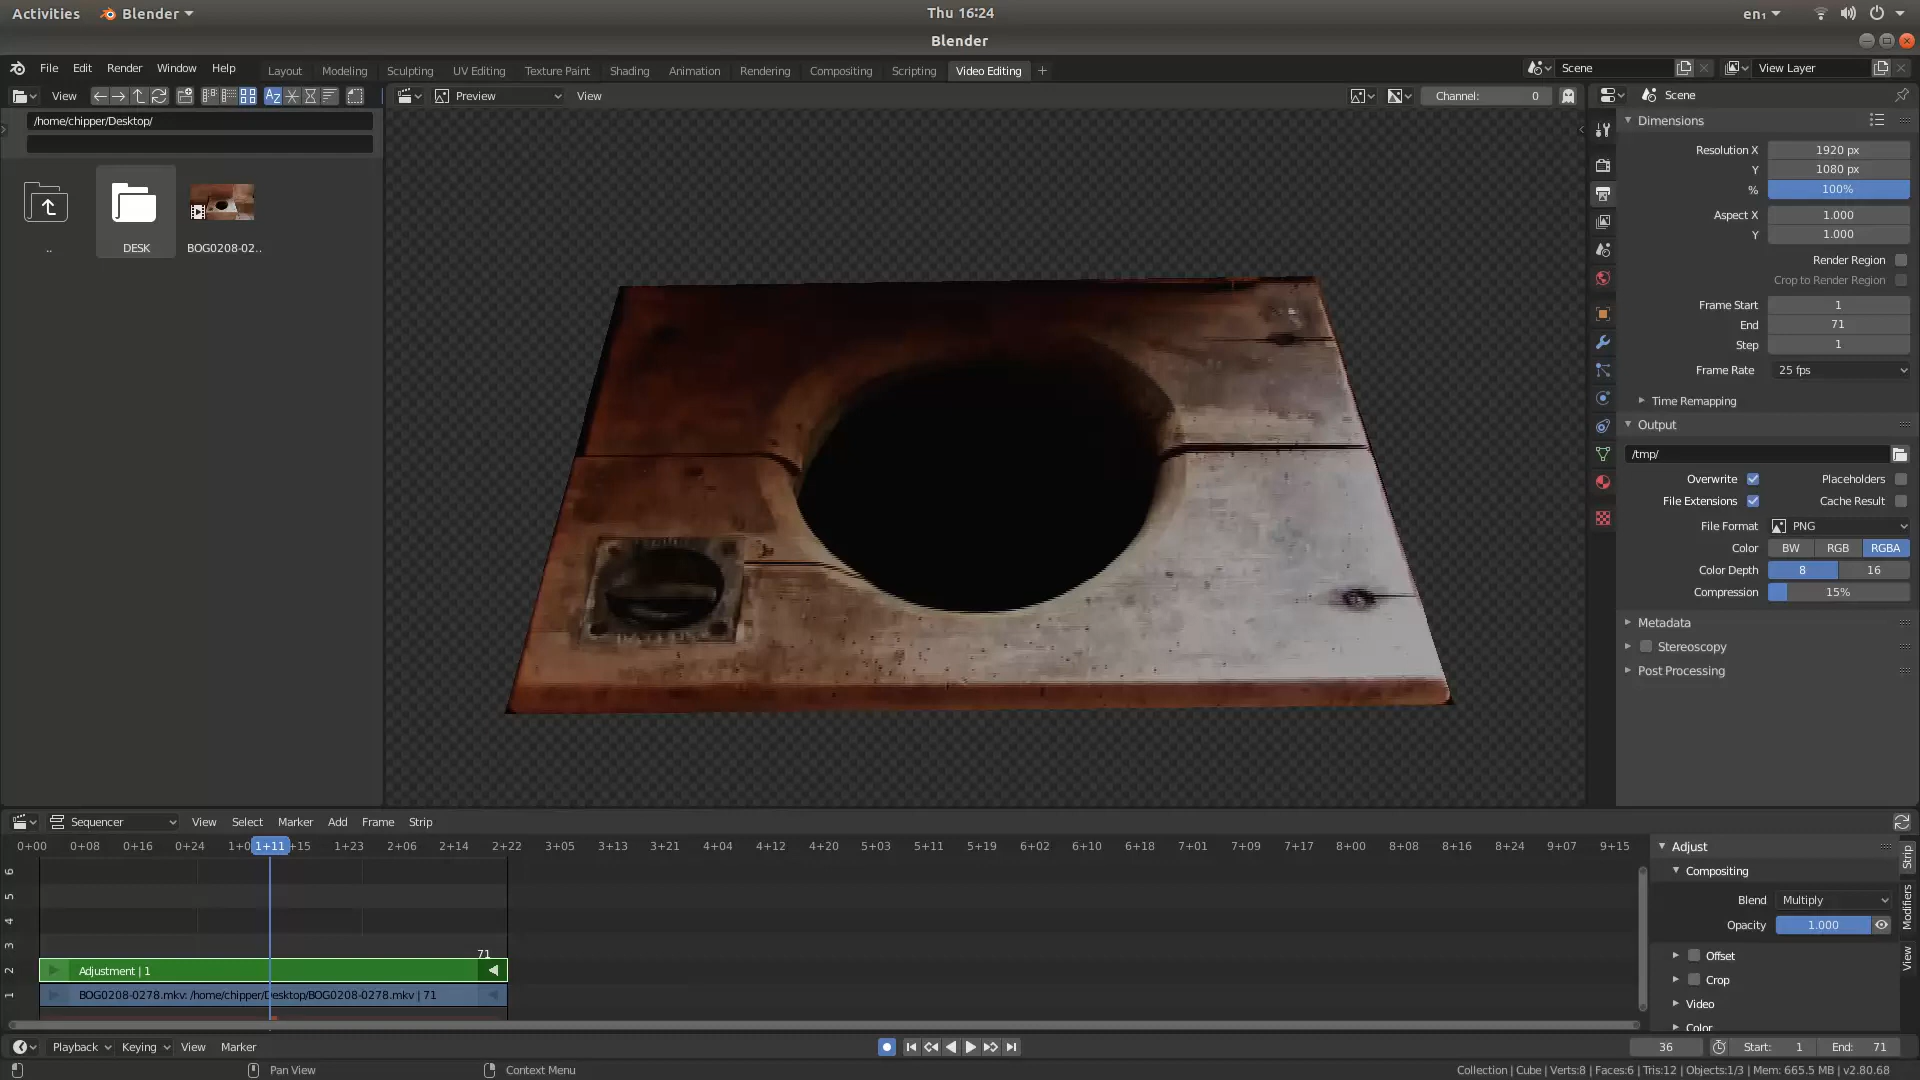 Activities Blender Thu 16:24 en₁
Blender
File Edit Render Window Help Layout Modeling Sculpting UV Editing Texture Paint Shading Animation Rendering Compositing Scripting Video Editing + Scene View Layer
View Preview View Channel: 0 Scene
/home/chipper/Desktop/
.. DESK BOG0208-02..
Dimensions
Resolution X 1920 px
Y 1080 px
% 100%
Aspect X 1.000
Y 1.000
Render Region
Crop to Render Region
Frame Start 1
End 71
Step 1
Frame Rate 25 fps
Time Remapping
Output
/tmp/
Overwrite Placeholders
File Extensions Cache Result
File Format PNG
Color BW RGB RGBA
Color Depth 8 16
Compression 15%
Metadata
Stereoscopy
Post Processing
Sequencer View Select Marker Add Frame Strip
0+00 0+08 0+16 0+24 1+0 1+11 +15 1+23 2+06 2+14 2+22 3+05 3+13 3+21 4+04 4+12 4+20 5+03 5+11 5+19 6+02 6+10 6+18 7+01 7+09 7+17 8+00 8+08 8+16 8+24 9+07 9+15
6
5
4
3
71
2 Adjustment | 1
1 BOG0208-0278.mkv: /home/chipper/Desktop/BOG0208-0278.mkv | 71
Adjust
Compositing
Blend Multiply
Opacity 1.000
Offset
Crop
Video
Color
Strip
Modifiers
View
Playback Keying View Marker 36 Start: 1 End: 71
Pan View Context Menu Collection | Cube | Verts:8 | Faces:6 | Tris:12 | Objects:1/3 | Mem: 665.5 MB | v2.80.68